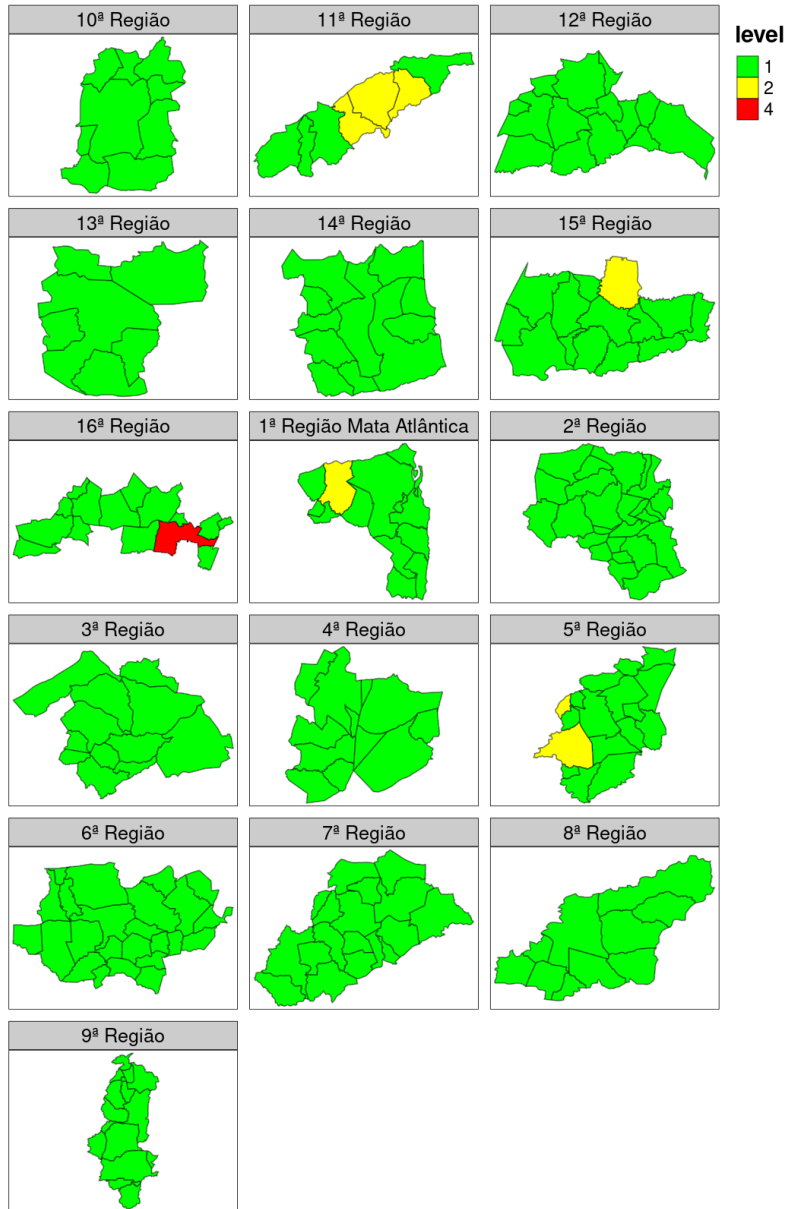 10ª Região
11ª Região
12ª Região
level
1
2
4
13ª Região
14ª Região
15ª Região
16ª Região
1ª Região Mata Atlântica
2ª Região
3ª Região
4ª Região
5ª Região
6ª Região
7ª Região
8ª Região
9ª Região